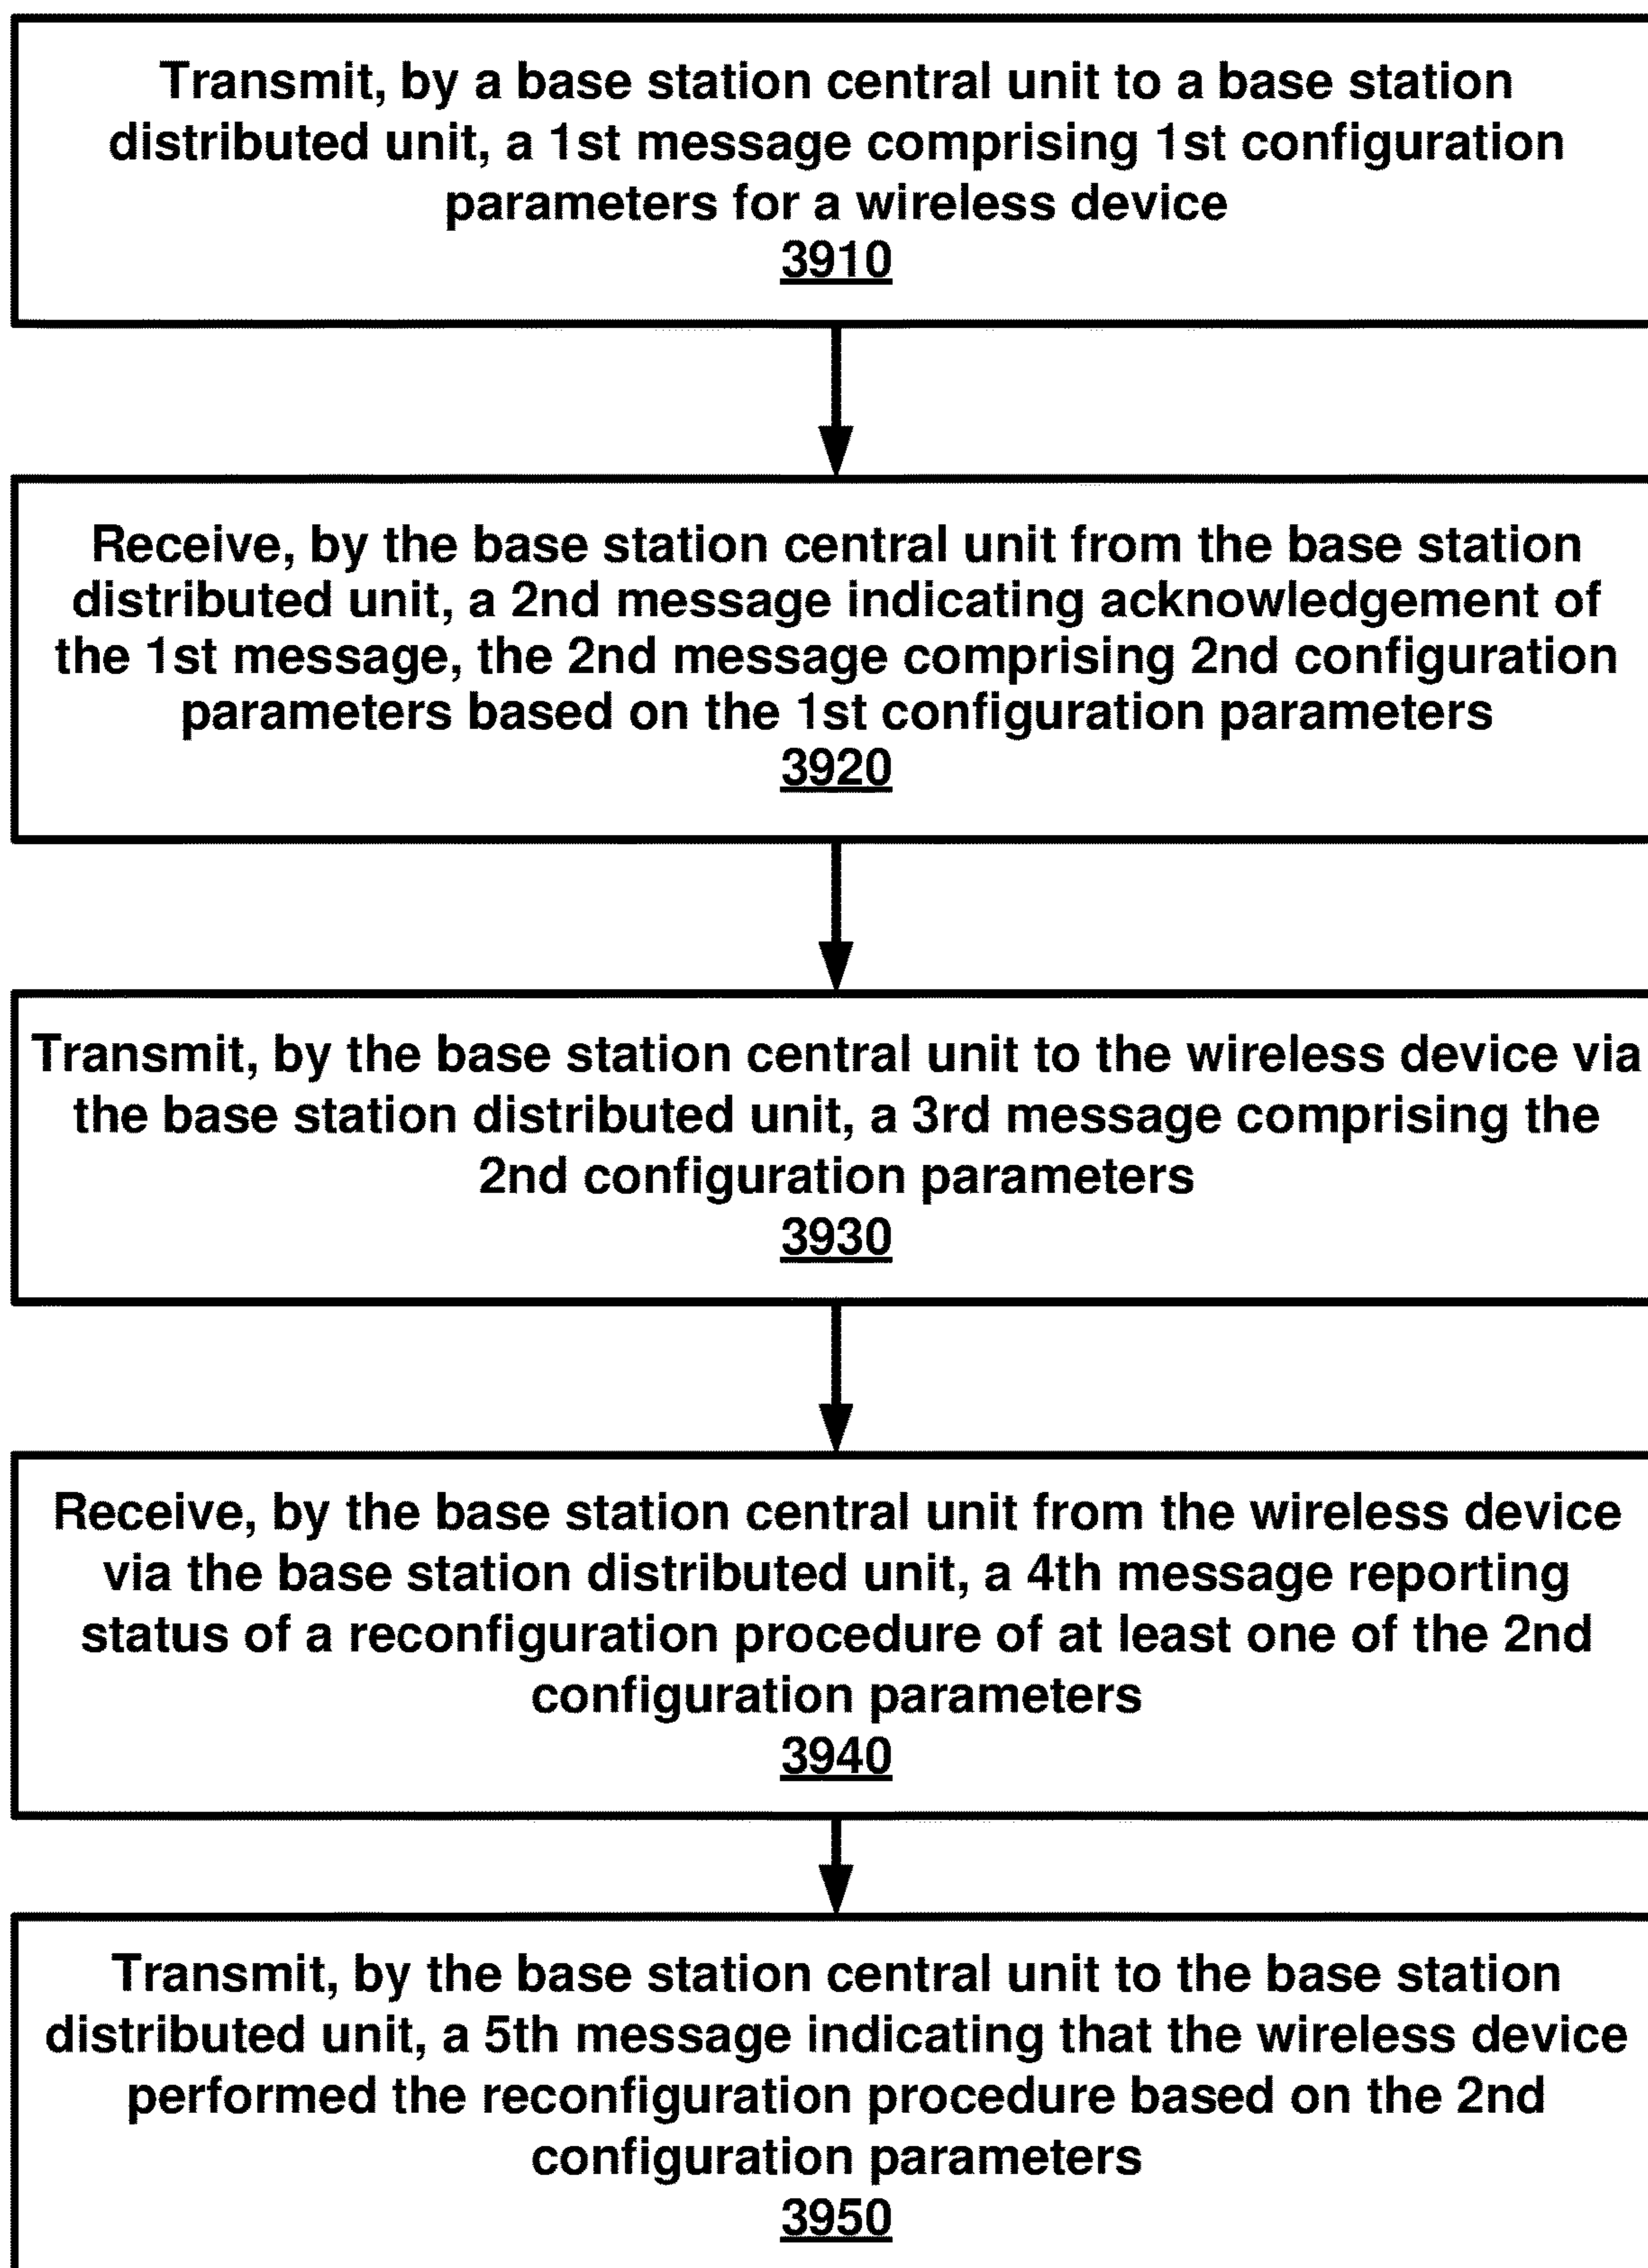 Transmit, by a base station central unit to a base station
distributed unit, a 1st message comprising 1st configuration
parameters for a wireless device
3910
Receive, by the base station central unit from the base station
distributed unit, a 2nd message indicating acknowledgement of
the 1st message, the 2nd message comprising 2nd configuration
parameters based on the 1st configuration parameters
3920
Transmit, by the base station central unit to the wireless device via
the base station distributed unit, a 3rd message comprising the
2nd configuration parameters
3930
Receive, by the base station central unit from the wireless device
via the base station distributed unit, a 4th message reporting
status of a reconfiguration procedure of at least one of the 2nd
configuration parameters
3940
Transmit, by the base station central unit to the base station
distributed unit, a 5th message indicating that the wireless device
performed the reconfiguration procedure based on the 2nd
configuration parameters
3950